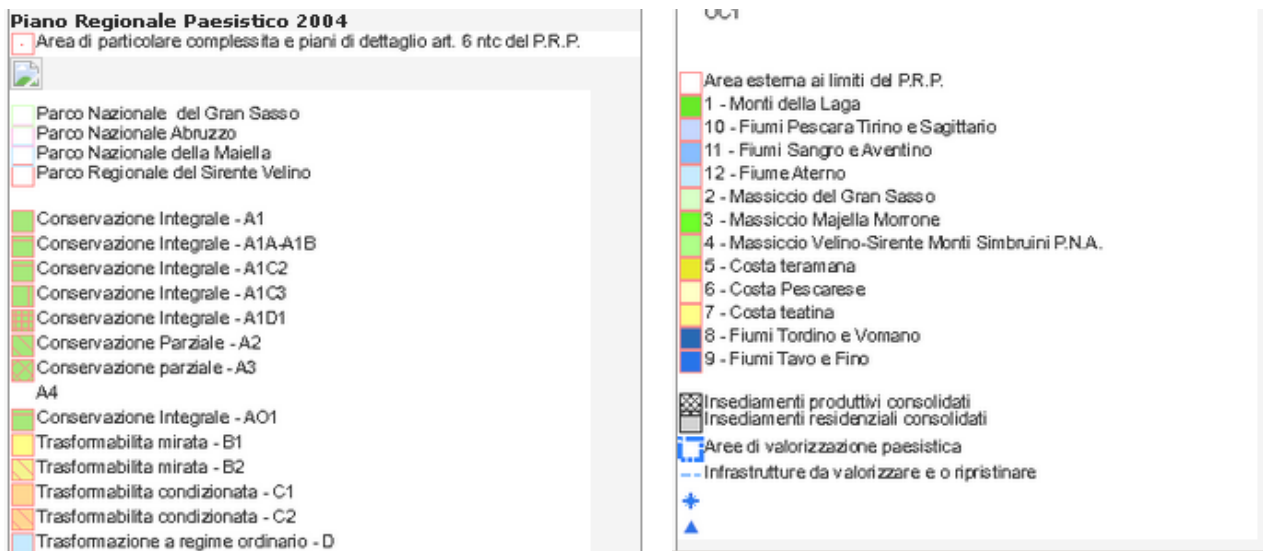 Piano Regionale Paesistico 2004
Area di particolare complessita e piani di dettaglio art. 6 ntc del P.R.P.
Parco Nazionale del Gran Sasso
Parco Nazionale Abruzzo
Parco Nazionale della Maiella
Parco Regionale del Sirente Velino
Conservazione Integrale - A1
Conservazione Integrale - A1A-A1B
Conservazione Integrale - A1C2
Conservazione Integrale - A1C3
Conservazione Integrale - A1D1
Conservazione Parziale - A2
Conservazione parziale - A3
A4
Conservazione Integrale - AO1
Trasformabilita mirata - B1
Trasformabilita mirata - B2
Trasformabilita condizionata - C1
Trasformabilita condizionata - C2
Trasformazione a regime ordinario - D
Area esterna ai limiti del P.R.P.
1 - Monti della Laga
10 - Fiumi Pescara Tirino e Sagittario
11 - Fiumi Sangro e Aventino
12 - Fiume Aterno
2 - Massiccio del Gran Sasso
3 - Massiccio Majella Morrone
4 - Massiccio Velino-Sirente Monti Simbruini P.N.A.
5 - Costa teramana
6 - Costa Pescarese
7 - Costa teatina
8 - Fiumi Tordino e Vomano
9 - Fiumi Tavo e Fino
Insediamenti produttivi consolidati
Insediamenti residenziali consolidati
Aree di valorizzazione paesistica
Infrastrutture da valorizzare e o ripristinare